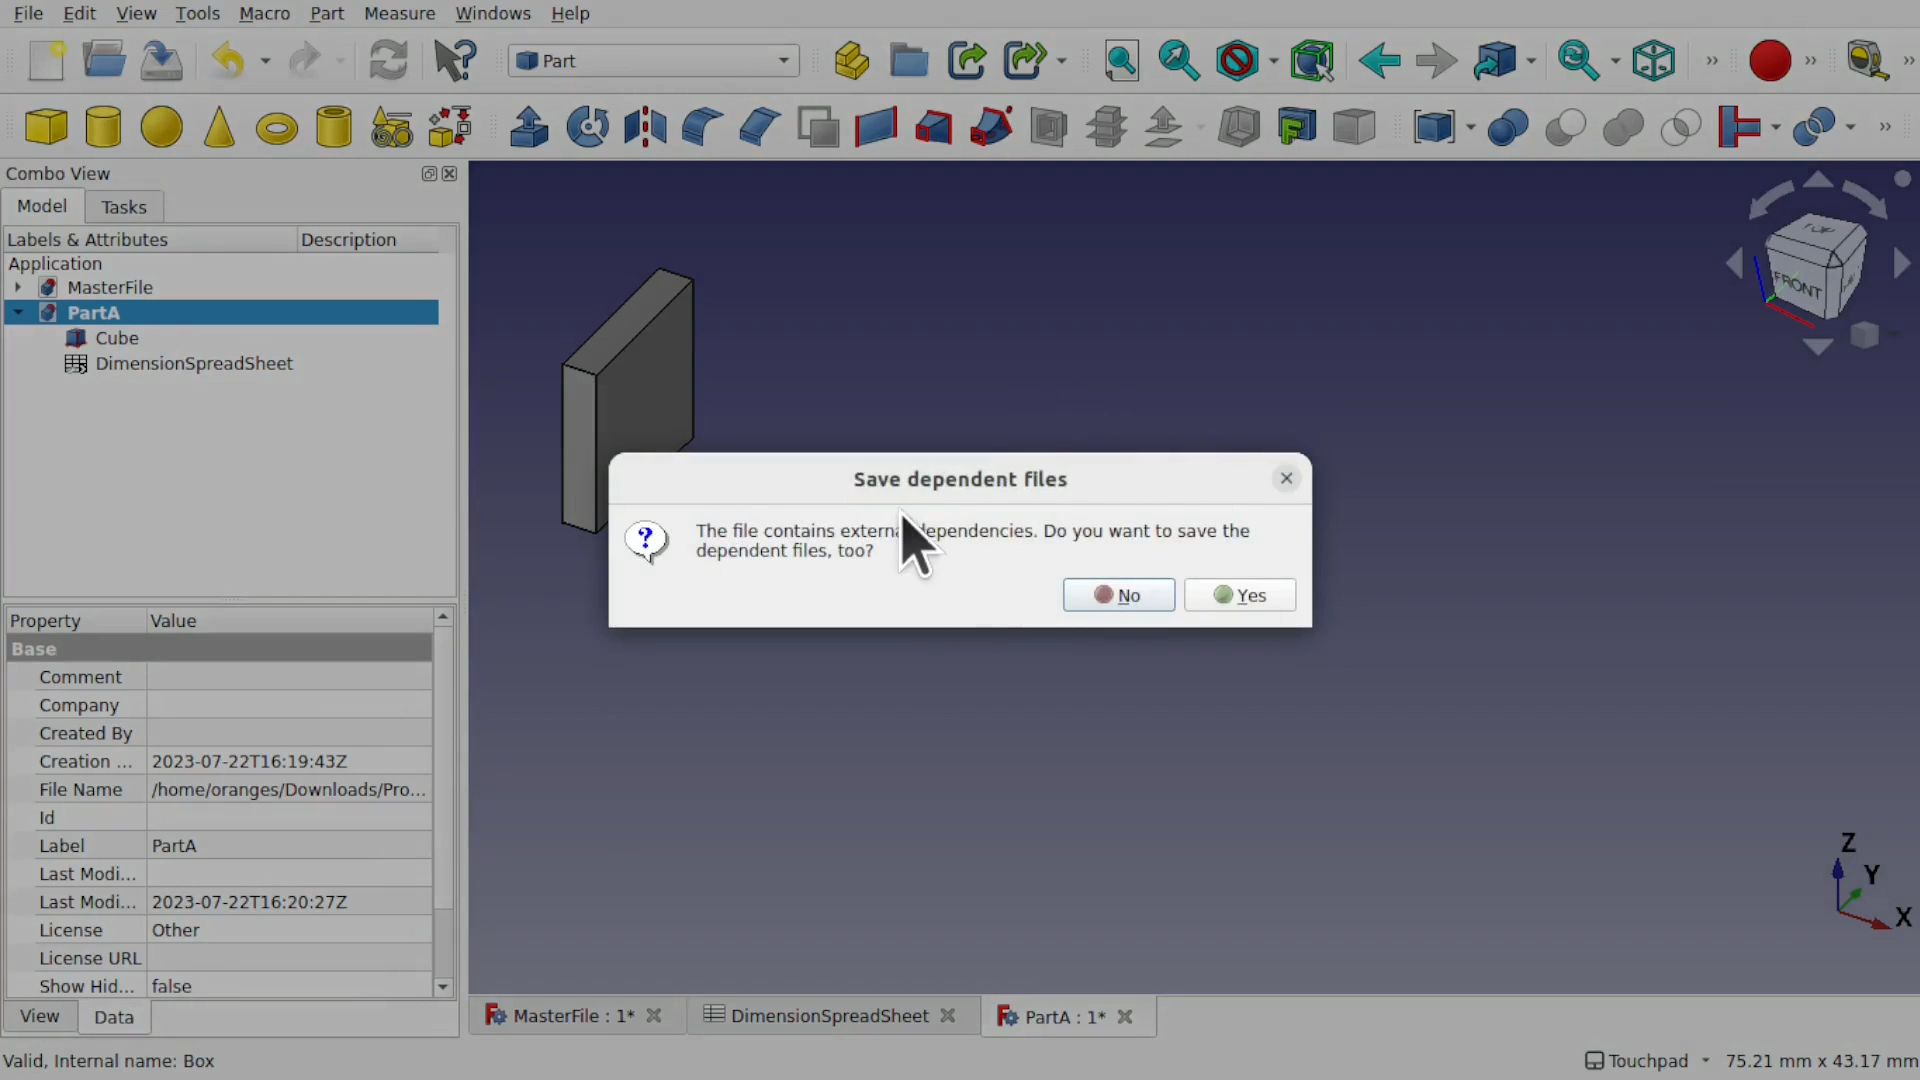 File Edit View Tools Macro Part Measure Windows Help
Part
Combo View
Model Tasks
Labels & Attributes Description
Application
MasterFile
PartA
Cube
DimensionSpreadSheet
TOP
FRONT
Save dependent files
The file contains externa ependencies. Do you want to save the
dependent files, too?
No Yes
Property Value
Base
Comment
Company
Created By
Creation ... 2023-07-22T16:19:43Z
File Name /home/oranges/Downloads/Pro...
Id
Label PartA
Last Modi...
Last Modi... 2023-07-22T16:20:27Z
License Other
License URL
Show Hid... false
Z
Y
X
View Data
MasterFile : 1* DimensionSpreadSheet PartA : 1*
Valid, Internal name: Box
Touchpad 75.21 mm x 43.17 mm